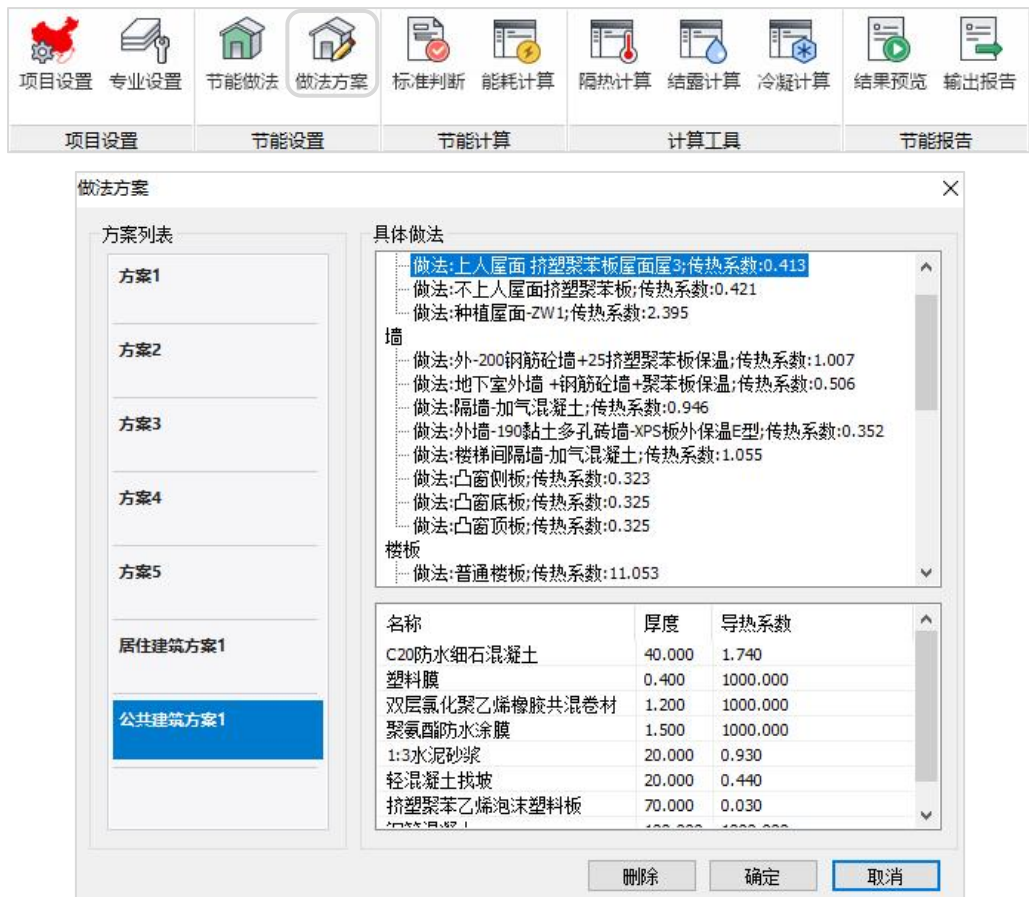 项目设置 专业设置 节能做法 做法方案 标准判断 能耗计算 隔热计算 结露计算 冷凝计算 结果预览 输出报告
项目设置 节能设置 节能计算 计算工具 节能报告
做法方案
方案列表
方案1
方案2
方案3
方案4
方案5
居住建筑方案1
公共建筑方案1
具体做法
做法:上人屋面 挤塑聚苯板屋面屋3;传热系数:0.413
做法:不上人屋面挤塑聚苯板;传热系数:0.421
做法:种植屋面-ZW1;传热系数:2.395
墙
做法:外-200钢筋砼墙+25挤塑聚苯板保温;传热系数:1.007
做法:地下室外墙 +钢筋砼墙+聚苯板保温;传热系数:0.506
做法:隔墙-加气混凝土;传热系数:0.946
做法:外墙-190黏土多孔砖墙-XPS板外保温E型;传热系数:0.352
做法:楼梯间隔墙-加气混凝土;传热系数:1.055
做法:凸窗侧板;传热系数:0.323
做法:凸窗底板;传热系数:0.325
做法:凸窗顶板;传热系数:0.325
楼板
做法:普通楼板;传热系数:11.053
名称 厚度 导热系数
C20防水细石混凝土 40.000 1.740
塑料膜 0.400 1000.000
双层氯化聚乙烯橡胶共混卷材 1.200 1000.000
聚氨酯防水涂膜 1.500 1000.000
1:3水泥砂浆 20.000 0.930
轻混凝土找坡 20.000 0.440
挤塑聚苯乙烯泡沫塑料板 70.000 0.030
删除 确定 取消